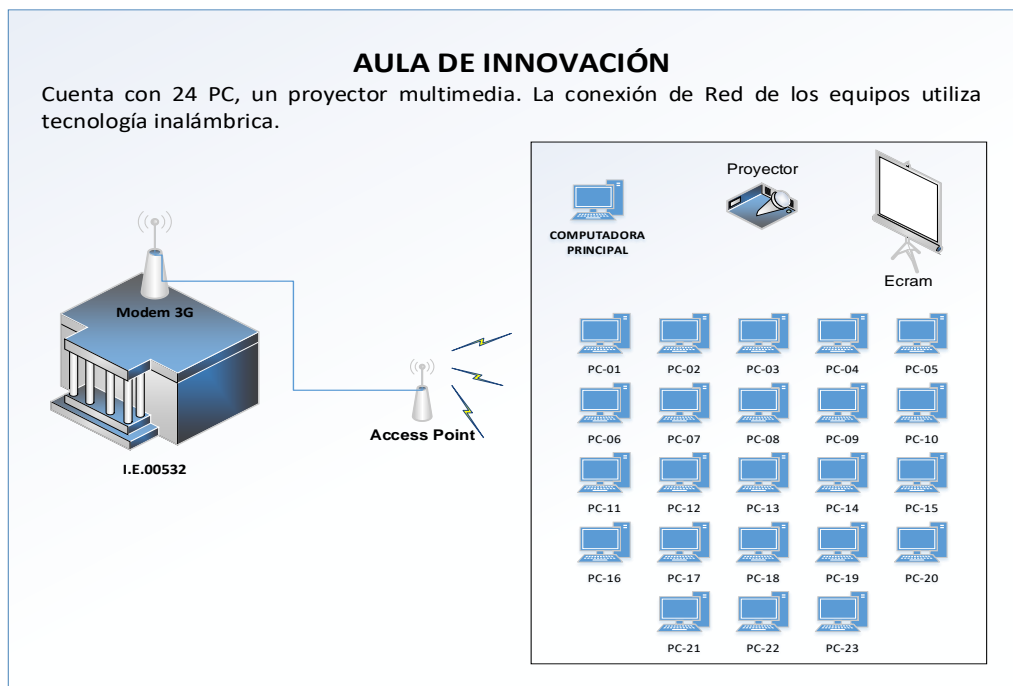 AULA DE INNOVACIÓN
Cuenta con 24 PC, un proyector multimedia. La conexión de Red de los equipos utiliza
tecnología inalámbrica.
Proyector
COMPUTADORA
PRINCIPAL
Ecram
Modem 3G
Access Point
I.E.00532
PC-01 PC-02 PC-03 PC-04 PC-05
PC-06 PC-07 PC-08 PC-09 PC-10
PC-11 PC-12 PC-13 PC-14 PC-15
PC-16 PC-17 PC-18 PC-19 PC-20
PC-21 PC-22 PC-23